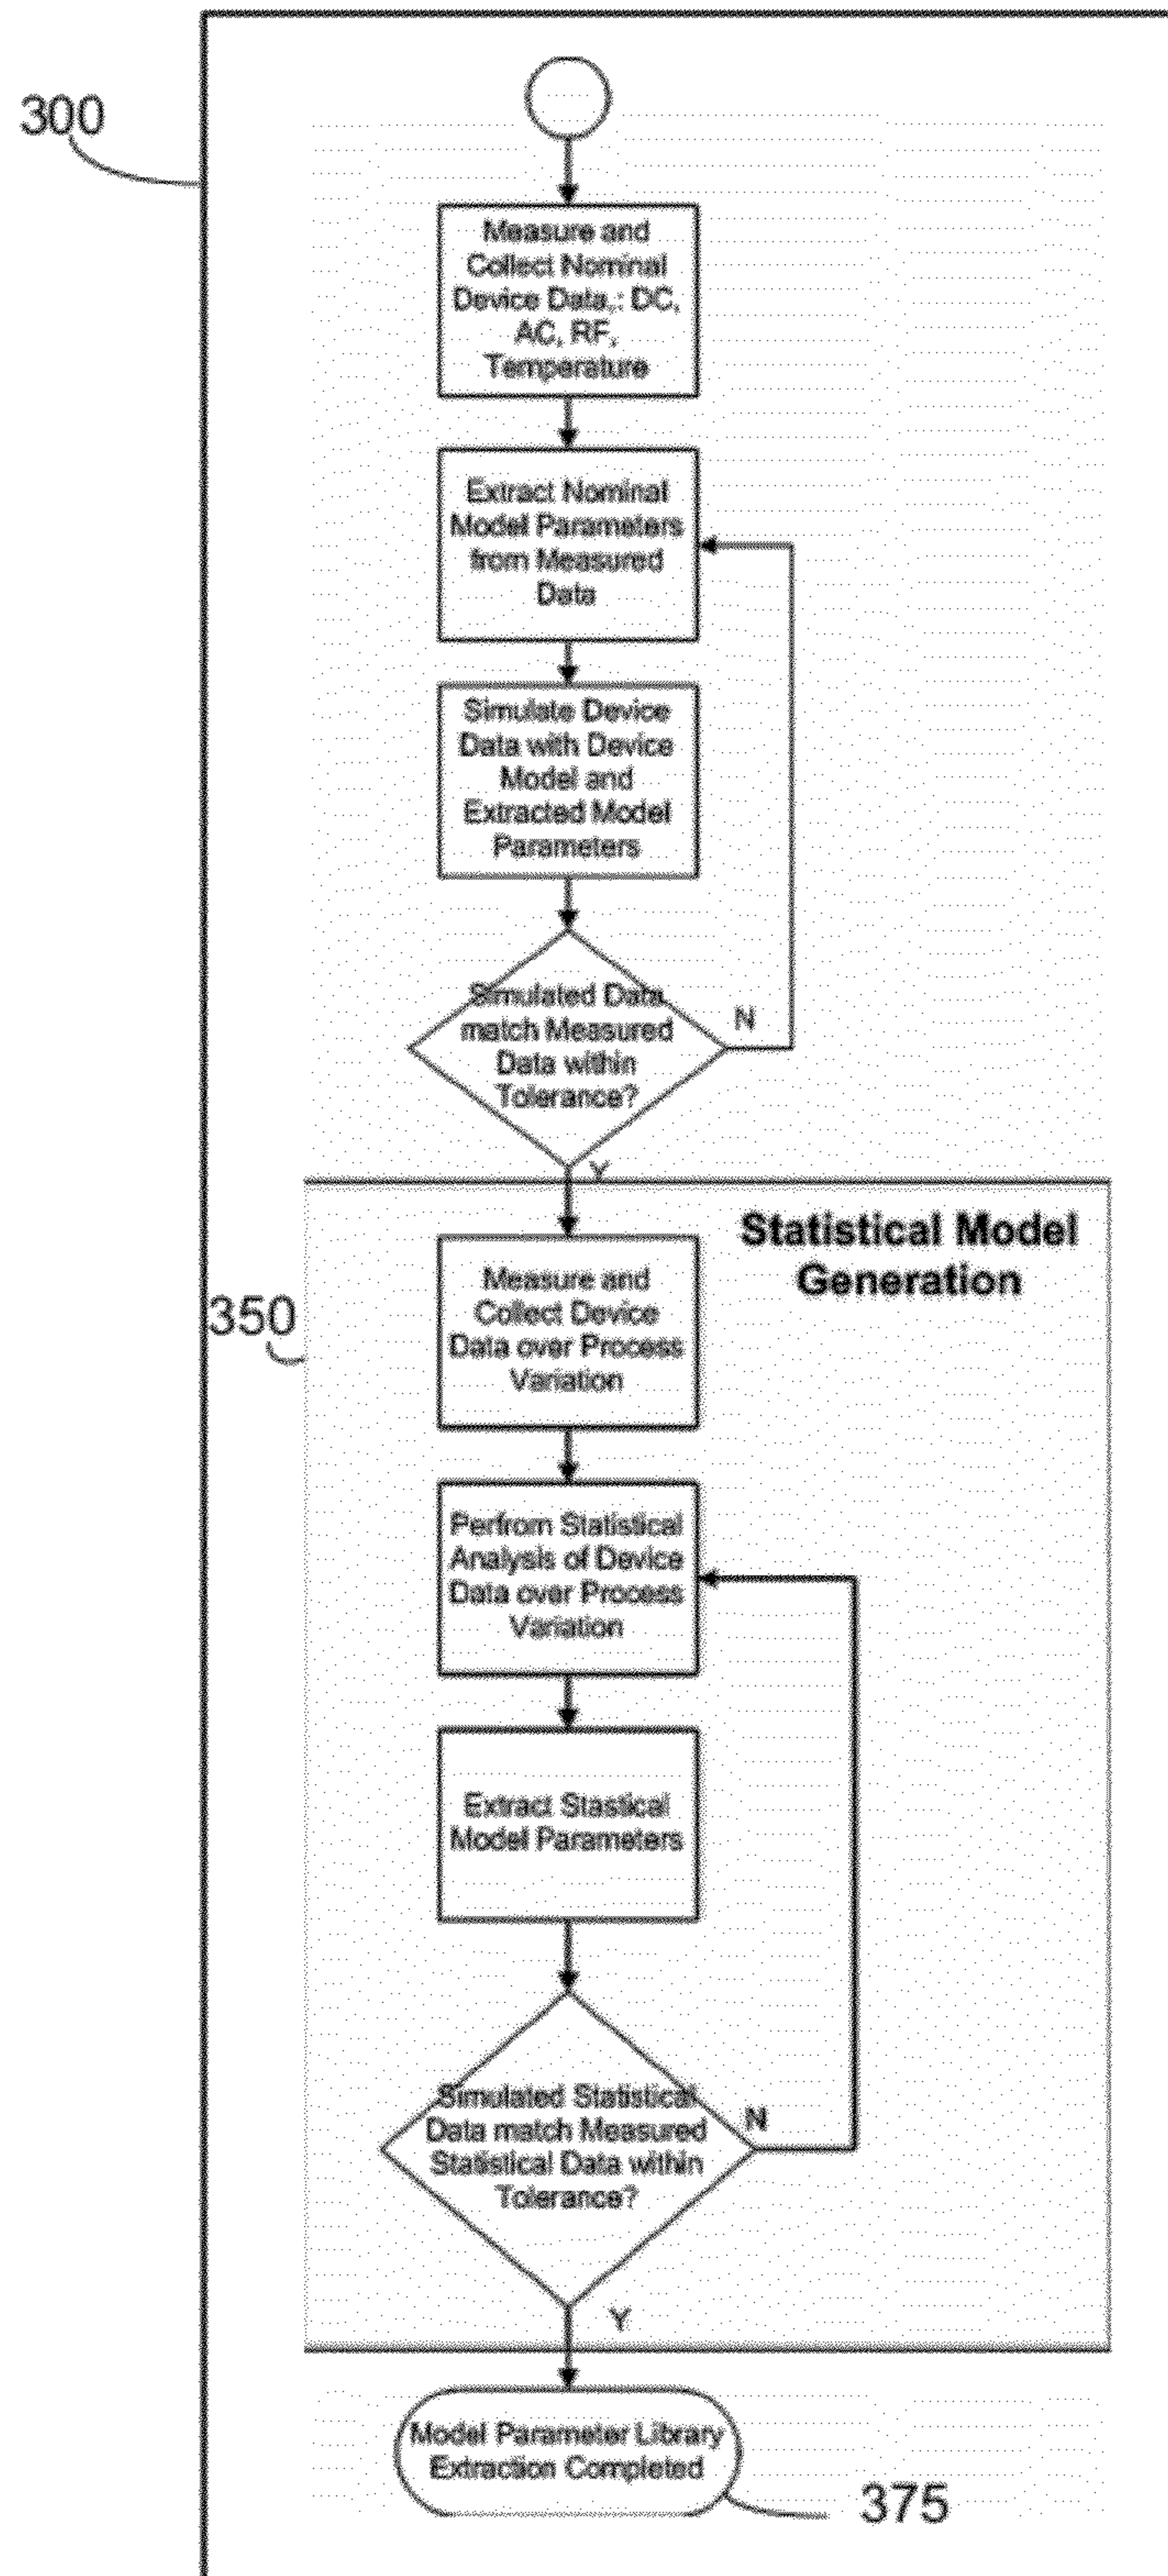 300
Measure and
Collect Nominal
Device Data,: DC,
AC, RF,
Temperature
Extract Nominal
Model Parameters
from Measured
Data
Simulate Device
Data with Device
Model and
Extracted Model
Parameters
Simulated Data
match Measured
Data within
Tolerance?
N
Y
Statistical Model
Generation
350
Measure and
Collect Device
Data over Process
Variation
Perfrom Statistical
Analysis of Device
Data over Process
Variation
Extract Stastical
Model Parameters
Simulated Statistical
Data match Measured
Statistical Data within
Tolerance?
N
Y
Model Parameter Library
Extraction Completed
375